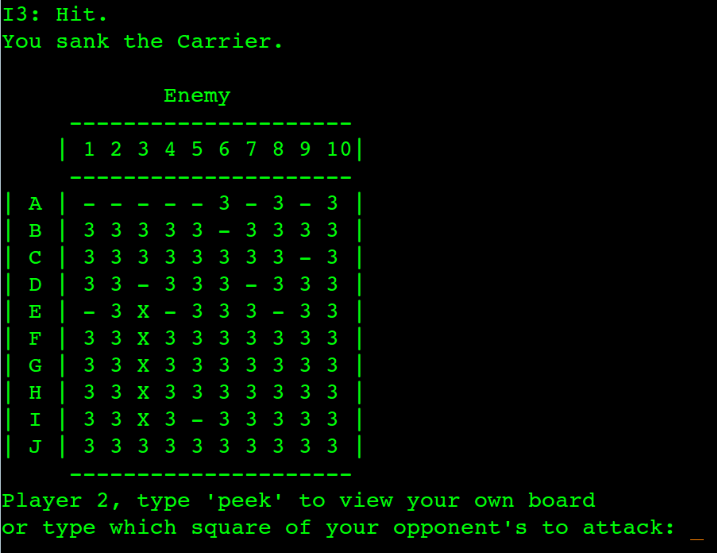 I3: Hit.
You sank the Carrier.
Enemy
---------------------
| 1 2 3 4 5 6 7 8 9 10|
---------------------
| A | - - - - - 3 - 3 - 3 |
| B | 3 3 3 3 3 - 3 3 3 3 |
| C | 3 3 3 3 3 3 3 3 - 3 |
| D | 3 3 - 3 3 3 - 3 3 3 |
| E | - 3 X - 3 3 3 - 3 3 |
| F | 3 3 X 3 3 3 3 3 3 3 |
| G | 3 3 X 3 3 3 3 3 3 3 |
| H | 3 3 X 3 3 3 3 3 3 3 |
| I | 3 3 X 3 - 3 3 3 3 3 |
| J | 3 3 3 3 3 3 3 3 3 3 |
---------------------
Player 2, type 'peek' to view your own board
or type which square of your opponent's to attack: _